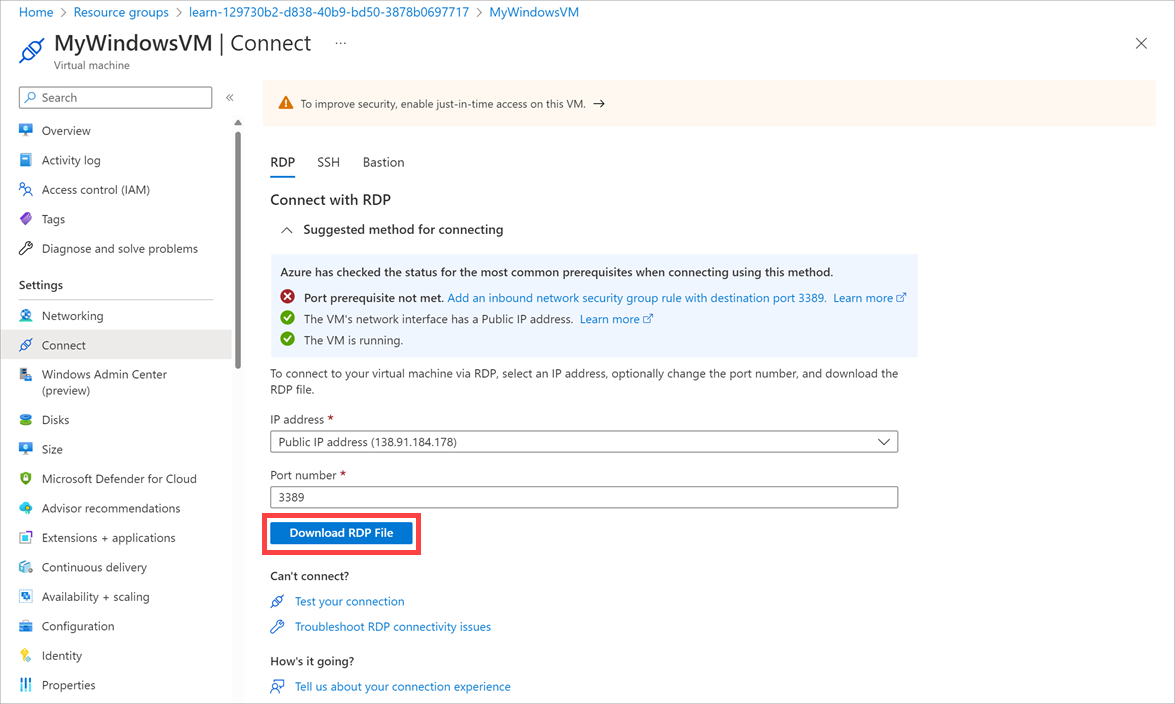 Home > Resource groups > learn-129730b2-d838-40b9-bd50-3878b0697717 > MyWindowsVM
MyWindowsVM | Connect ...
Virtual machine
Search «
Overview
Activity log
Access control (IAM)
Tags
Diagnose and solve problems
Settings
Networking
Connect
Windows Admin Center
(preview)
Disks
Size
Microsoft Defender for Cloud
Advisor recommendations
Extensions + applications
Continuous delivery
Availability + scaling
Configuration
Identity
Properties
To improve security, enable just-in-time access on this VM. →
RDP SSH Bastion
Connect with RDP
Suggested method for connecting
Azure has checked the status for the most common prerequisites when connecting using this method.
Port prerequisite not met. Add an inbound network security group rule with destination port 3389. Learn more
The VM's network interface has a Public IP address. Learn more
The VM is running.
To connect to your virtual machine via RDP, select an IP address, optionally change the port number, and download the
RDP file.
IP address *
Public IP address (138.91.184.178)
Port number *
3389
Download RDP File
Can't connect?
Test your connection
Troubleshoot RDP connectivity issues
How's it going?
Tell us about your connection experience